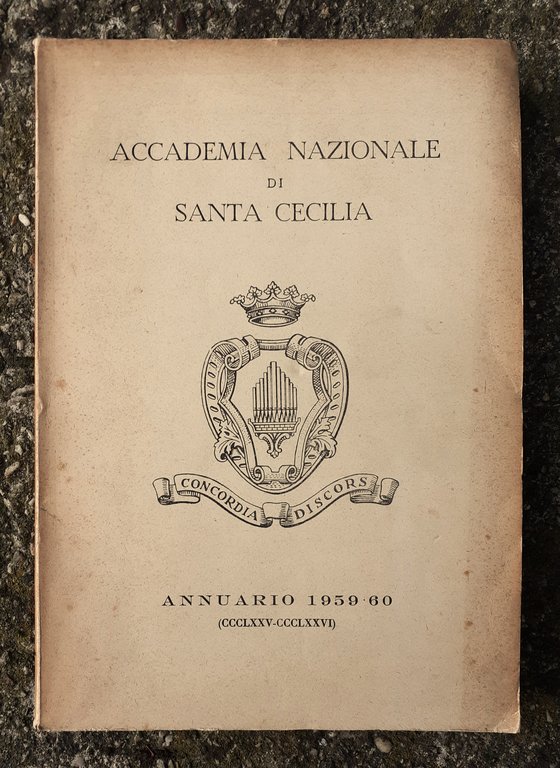 ACCADEMIA NAZIONALE
DI
SANTA CECILIA
CONCORDIA DISCORS
ANNUARIO 1959-60
(CCCLXXV-CCCLXXVI)